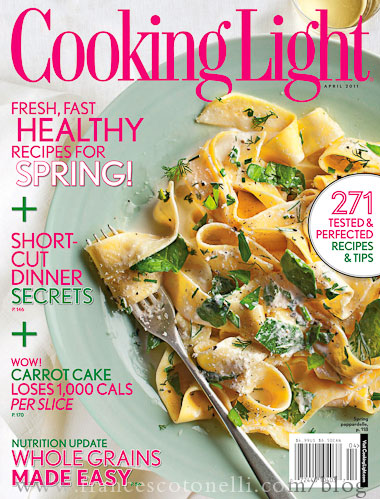 Cooking Light
APRIL 2011
FRESH, FAST
HEALTHY
RECIPES FOR
SPRING!
+
SHORT-
CUT
DINNER
SECRETS
P.146
+
WOW!
CARROT CAKE
LOSES 1,000 CALS
PER SLICE
P.170
NUTRITION UPDATE
WHOLE GRAINS
MADE EASY
271
TESTED &
PERFECTED
RECIPES
& TIPS
Spring
pappardelle,
francescotonelli.com/blog